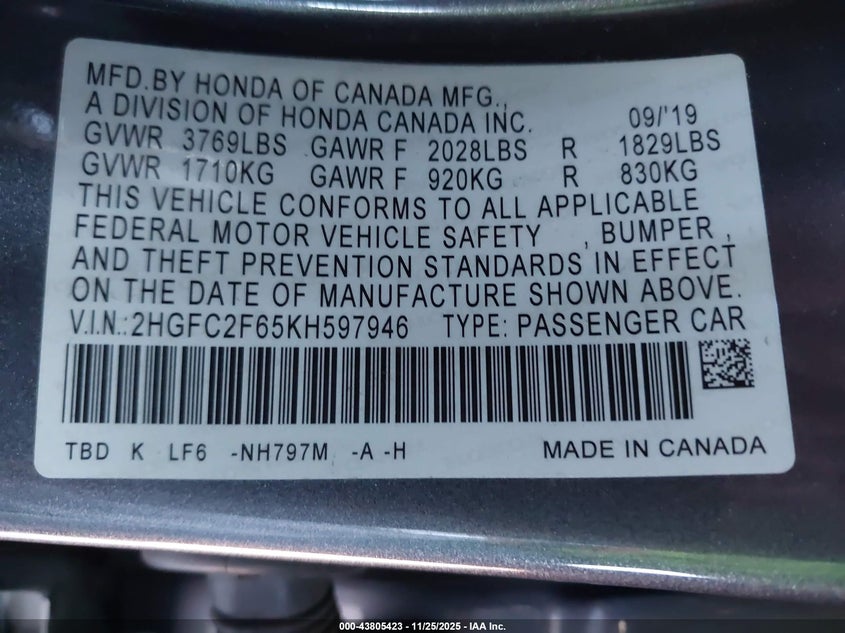 MFD.BY HONDA OF CANADA MFG.,
A DIVISION OF HONDA CANADA INC. 09/'19
GVWR 3769LBS GAWR F 2028LBS R 1829LBS
GVWR 1710KG GAWR F 920KG R 830KG
THIS VEHICLE CONFORMS TO ALL APPLICABLE
FEDERAL MOTOR VEHICLE SAFETY , BUMPER ,
AND THEFT PREVENTION STANDARDS IN EFFECT
ON THE DATE OF MANUFACTURE SHOWN ABOVE.
V.I.N.:2HGFC2F65KH597946 TYPE: PASSENGER CAR
TBD K LF6 -NH797M -A -H MADE IN CANADA
000-43805423 - 11/25/2025 - IAA Inc.